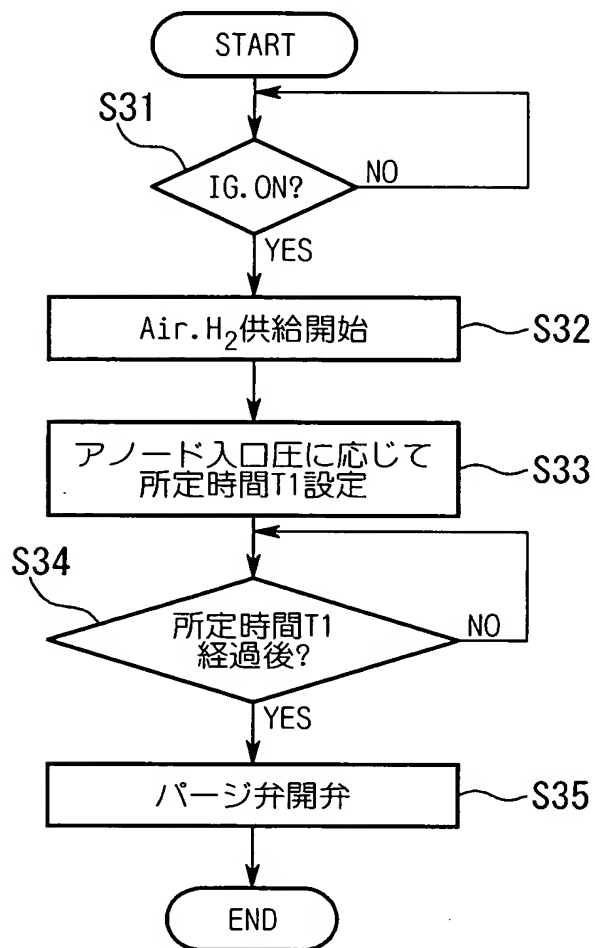 START
S31
IG.ON?
NO
YES
Air.H₂供給開始
S32
アノード入口圧に応じて
所定時間T1設定
S33
S34
所定時間T1
経過後?
NO
YES
パージ弁開弁
S35
END